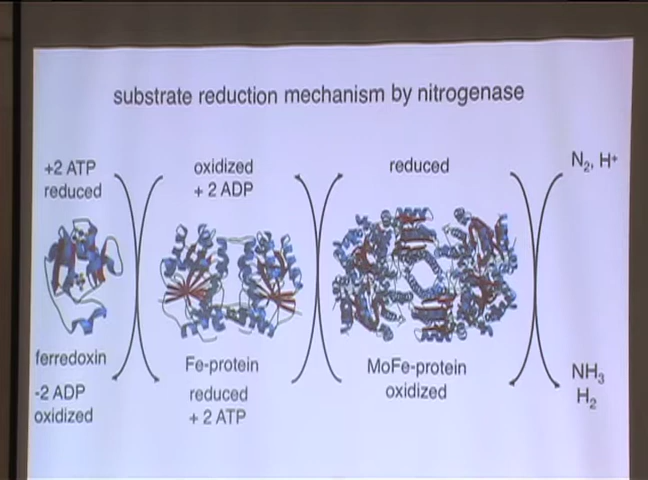 substrate reduction mechanism by nitrogenase
+2 ATP
reduced
oxidized
+ 2 ADP
reduced
N₂, H⁺
ferredoxin
-2 ADP
oxidized
Fe-protein
reduced
+ 2 ATP
MoFe-protein
oxidized
NH₃
H₂